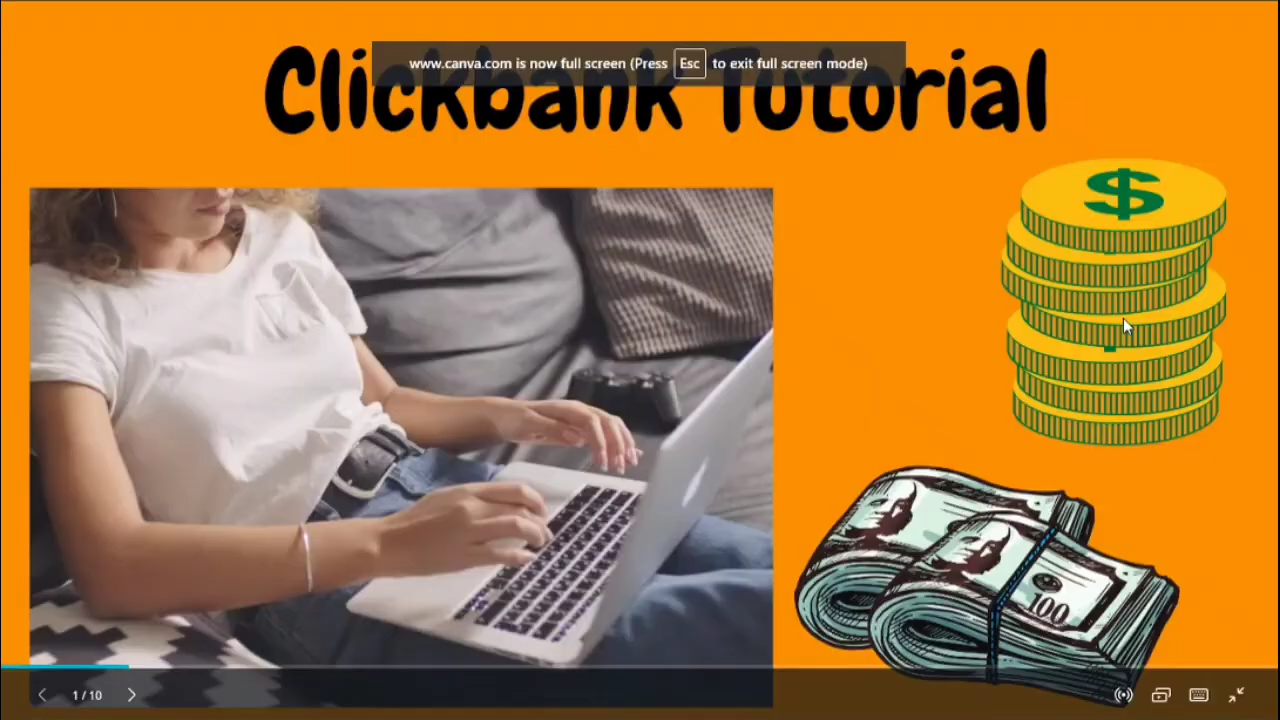 www.canva.com is now full screen (Press Esc to exit full screen mode)
Clickbank Tutorial
$
100
1 / 10